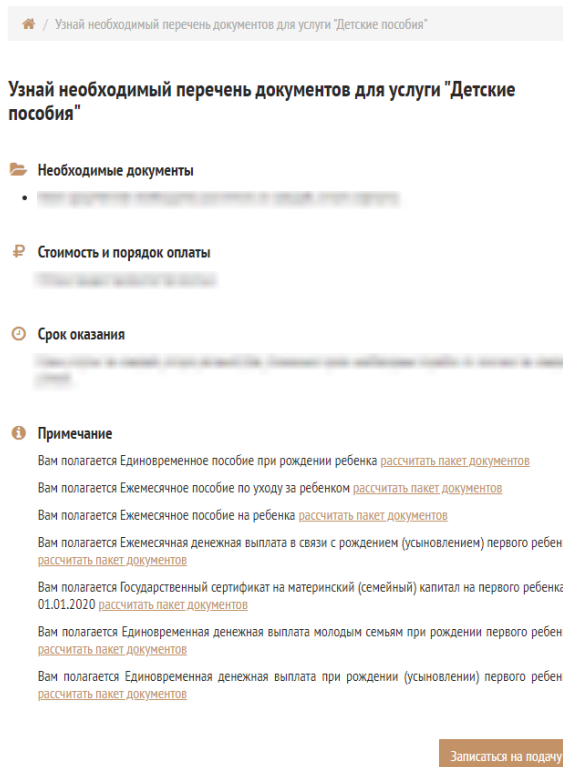 / Узнай необходимый перечень документов для услуги "Детские пособия"
Узнай необходимый перечень документов для услуги "Детские
пособия"
Необходимые документы
₽ Стоимость и порядок оплаты
Срок оказания
Примечание
Вам полагается Единовременное пособие при рождении ребенка рассчитать пакет документов
Вам полагается Ежемесячное пособие по уходу за ребенком рассчитать пакет документов
Вам полагается Ежемесячное пособие на ребенка рассчитать пакет документов
Вам полагается Ежемесячная денежная выплата в связи с рождением (усыновлением) первого ребен
рассчитать пакет документов
Вам полагается Государственный сертификат на материнский (семейный) капитал на первого ребенка
01.01.2020 рассчитать пакет документов
Вам полагается Единовременная денежная выплата молодым семьям при рождении первого ребен
рассчитать пакет документов
Вам полагается Единовременная денежная выплата при рождении (усыновлении) первого ребен
рассчитать пакет документов
Записаться на подачу